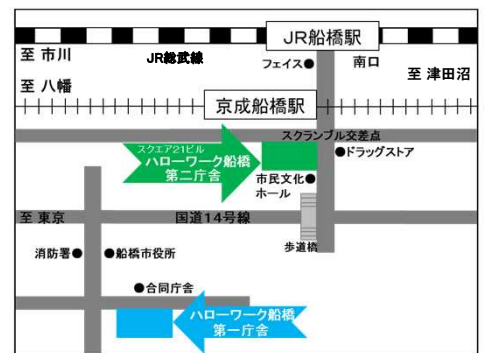 JR船橋駅
至 市川
JR総武線
フェイス●
南口
至 津田沼
至 八幡
京成船橋駅
スクランブル交差点
スクエア21ビル
ハローワーク船橋
第二庁舎
●ドラッグストア
市民文化●
ホール
至 東京
国道14号線
歩道橋
消防署●
●船橋市役所
●合同庁舎
ハローワーク船橋
第一庁舎